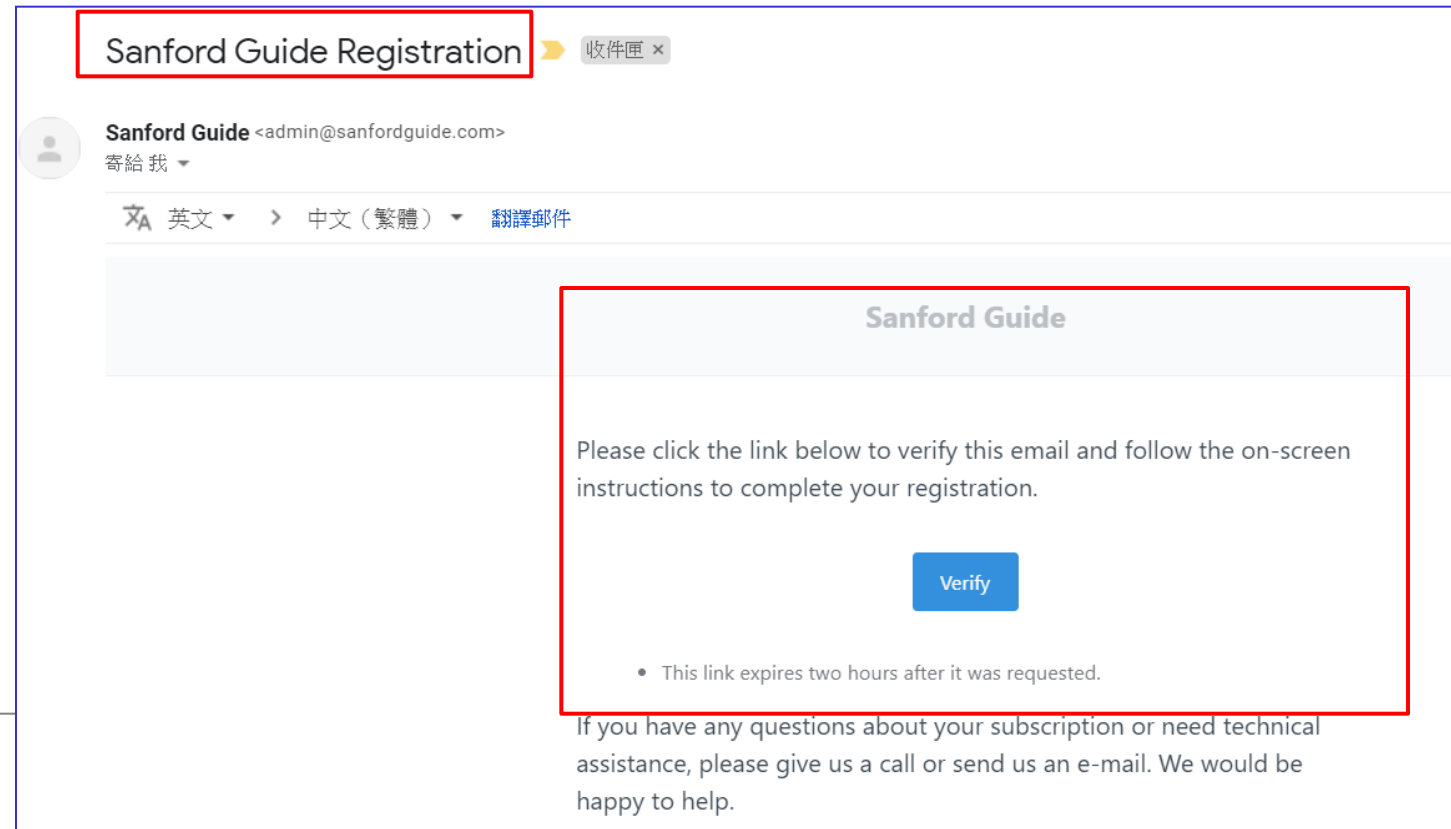 Sanford Guide Registration 收件匣 ×
Sanford Guide <admin@sanfordguide.com>
寄給 我
英文 > 中文（繁體） 翻譯郵件
Sanford Guide
Please click the link below to verify this email and follow the on-screen
instructions to complete your registration.
Verify
• This link expires two hours after it was requested.
If you have any questions about your subscription or need technical
assistance, please give us a call or send us an e-mail. We would be
happy to help.